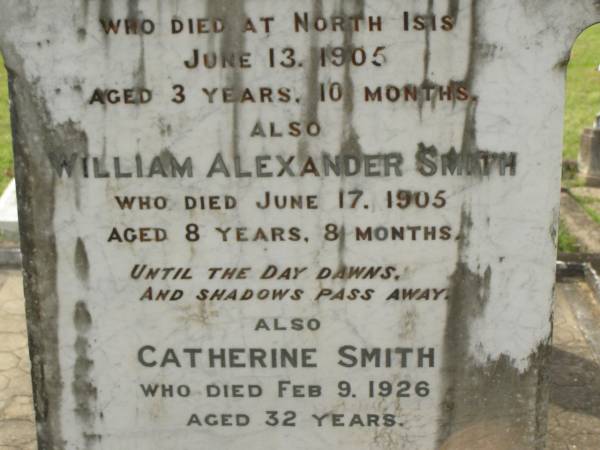 WHO DIED AT NORTH ISIS
JUNE 13. 1905
AGED 3 YEARS, 10 MONTHS.
ALSO
WILLIAM ALEXANDER SMITH
WHO DIED JUNE 17. 1905
AGED 8 YEARS, 8 MONTHS.
UNTIL THE DAY DAWNS,
AND SHADOWS PASS AWAY.
ALSO
CATHERINE SMITH
WHO DIED FEB 9. 1926
AGED 32 YEARS.